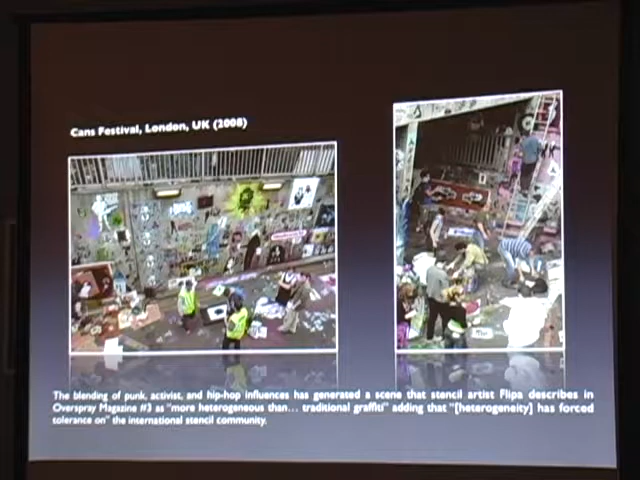 Cans Festival, London, UK (2008)
The blending of punk, activist, and hip-hop influences has generated a scene that stencil artist Flipa describes in
Overspray Magazine #3 as "more heterogeneous than... traditional graffiti" adding that "[heterogeneity] has forced
tolerance on" the international stencil community.